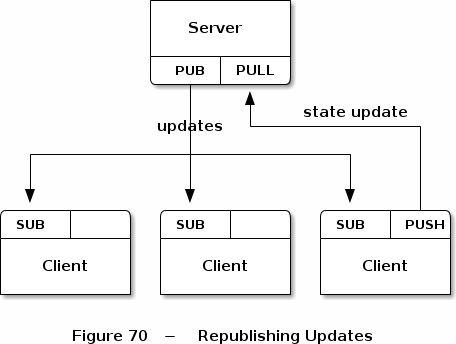 Server
PUB PULL
state update
updates
SUB SUB SUB PUSH
Client Client Client
Figure 70 – Republishing Updates